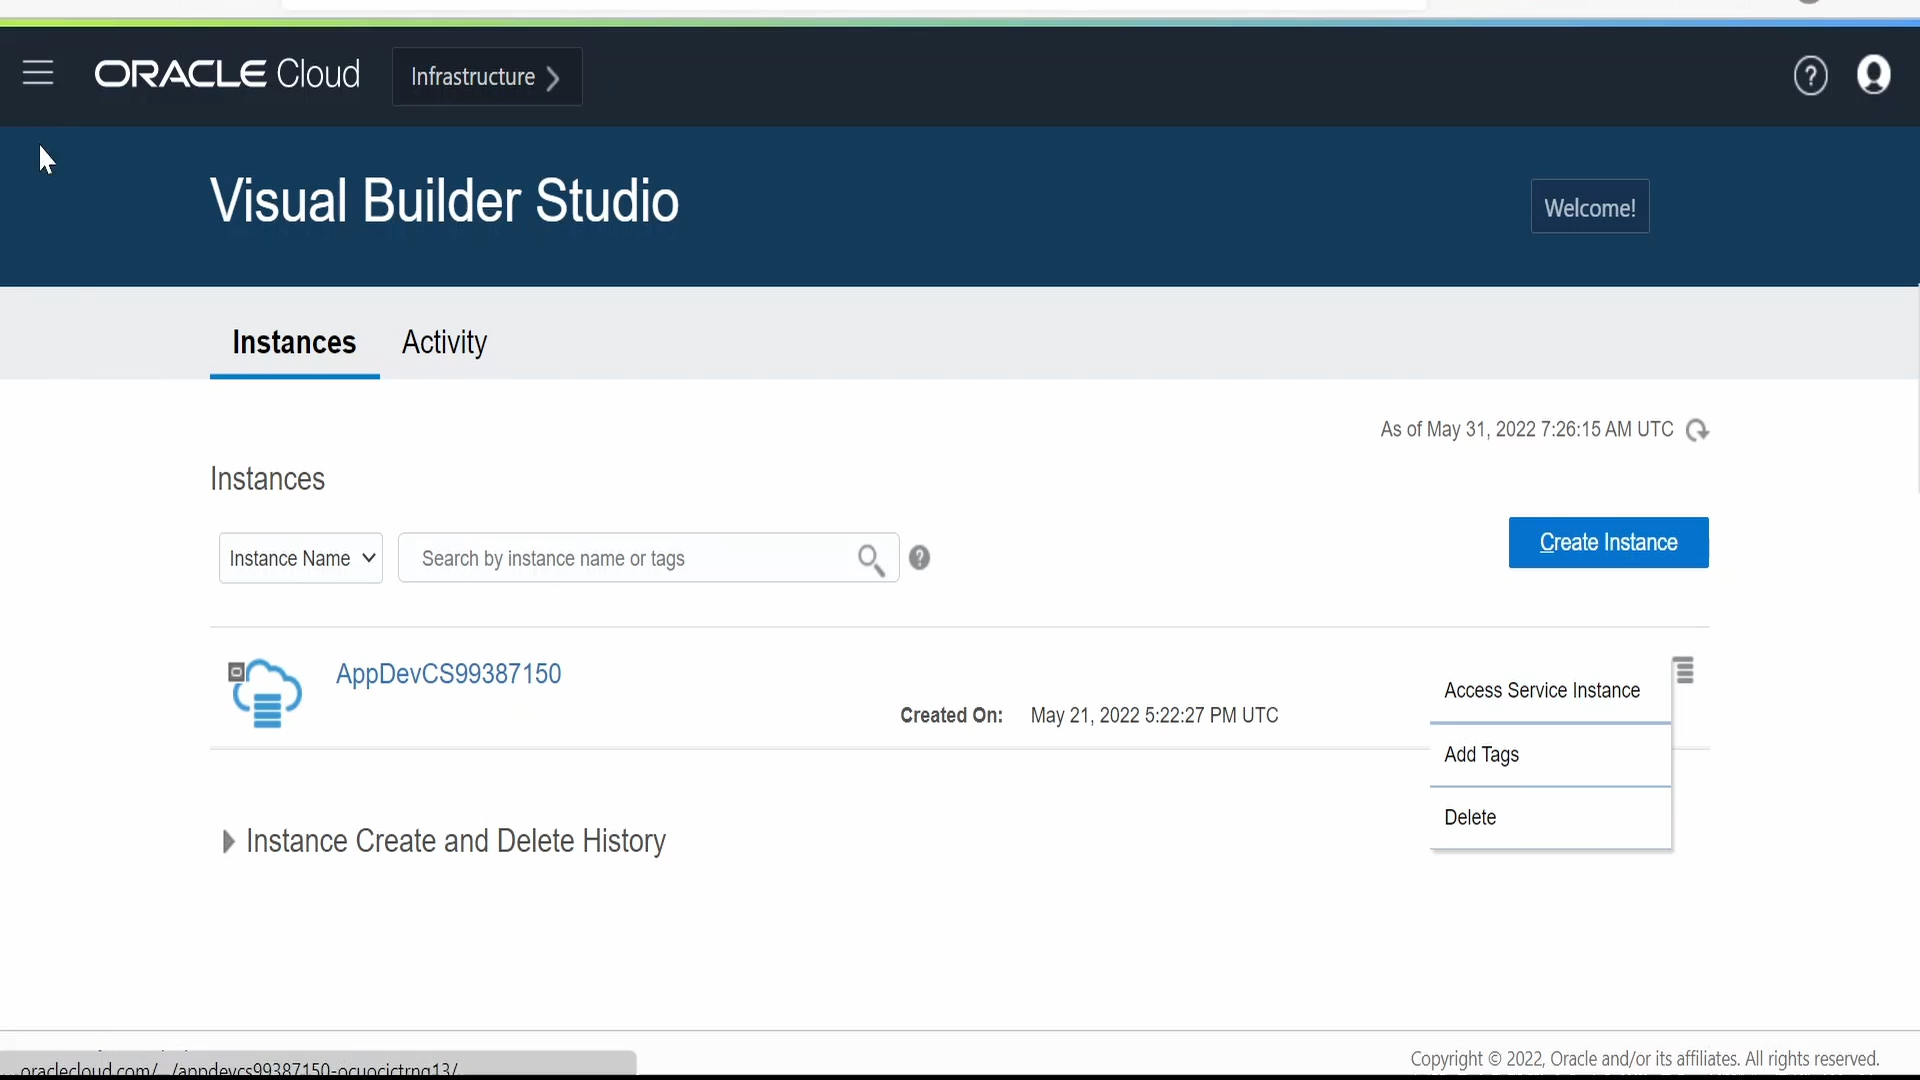 ORACLE Cloud
Infrastructure
?
Visual Builder Studio
Welcome!
Instances
Activity
As of May 31, 2022 7:26:15 AM UTC
Instances
Instance Name
Search by instance name or tags
?
Create Instance
AppDevCS99387150
Created On: May 21, 2022 5:22:27 PM UTC
Access Service Instance
Add Tags
Delete
Instance Create and Delete History
Copyright © 2022, Oracle and/or its affiliates. All rights reserved.
oraclecloud.com/.../appdevcs99387150-ocuocictrng13/